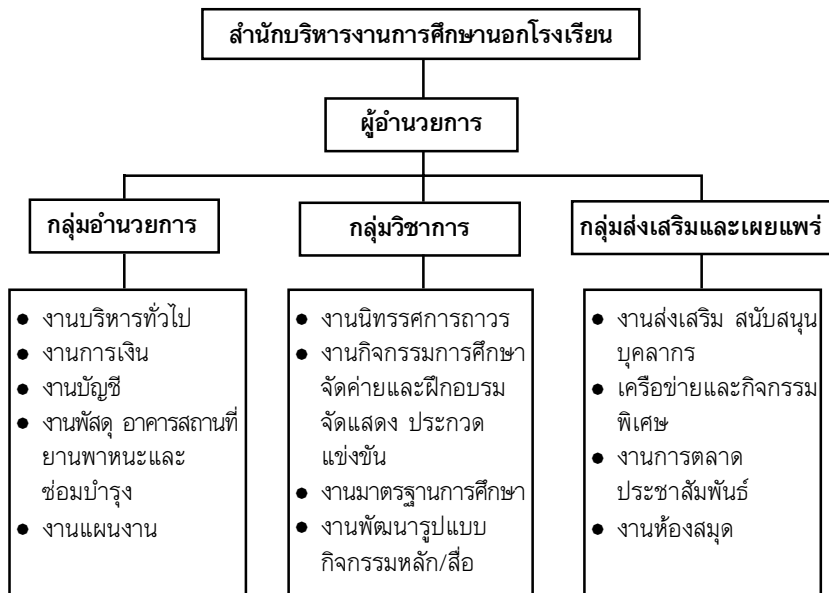 สำนักบริหารงานการศึกษานอกโรงเรียน
ผู้อำนวยการ
กลุ่มอำนวยการ
● งานบริหารทั่วไป
● งานการเงิน
● งานบัญชี
● งานพัสดุ อาคารสถานที่
ยานพาหนะและ
ซ่อมบำรุง
● งานแผนงาน
กลุ่มวิชาการ
● งานนิทรรศการถาวร
● งานกิจกรรมการศึกษา
จัดค่ายและฝึกอบรม
จัดแสดง ประกวด
แข่งขัน
● งานมาตรฐานการศึกษา
● งานพัฒนารูปแบบ
กิจกรรมหลัก/สื่อ
กลุ่มส่งเสริมและเผยแพร่
● งานส่งเสริม สนับสนุน
บุคลากร
● เครือข่ายและกิจกรรม
พิเศษ
● งานการตลาด
ประชาสัมพันธ์
● งานห้องสมุด